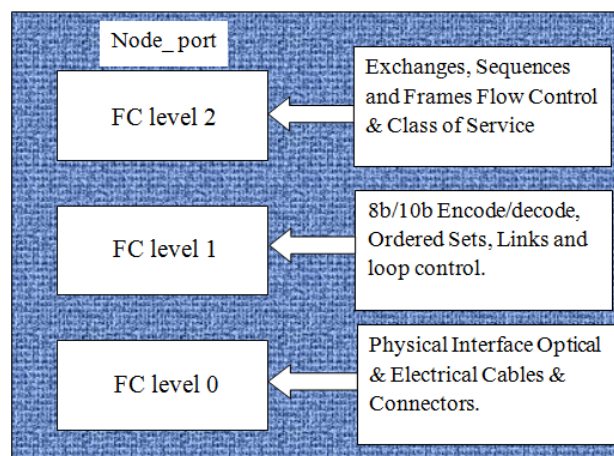 Node_ port
FC level 2
Exchanges, Sequences
and Frames Flow Control
& Class of Service
FC level 1
8b/10b Encode/decode,
Ordered Sets, Links and
loop control.
FC level 0
Physical Interface Optical
& Electrical Cables &
Connectors.